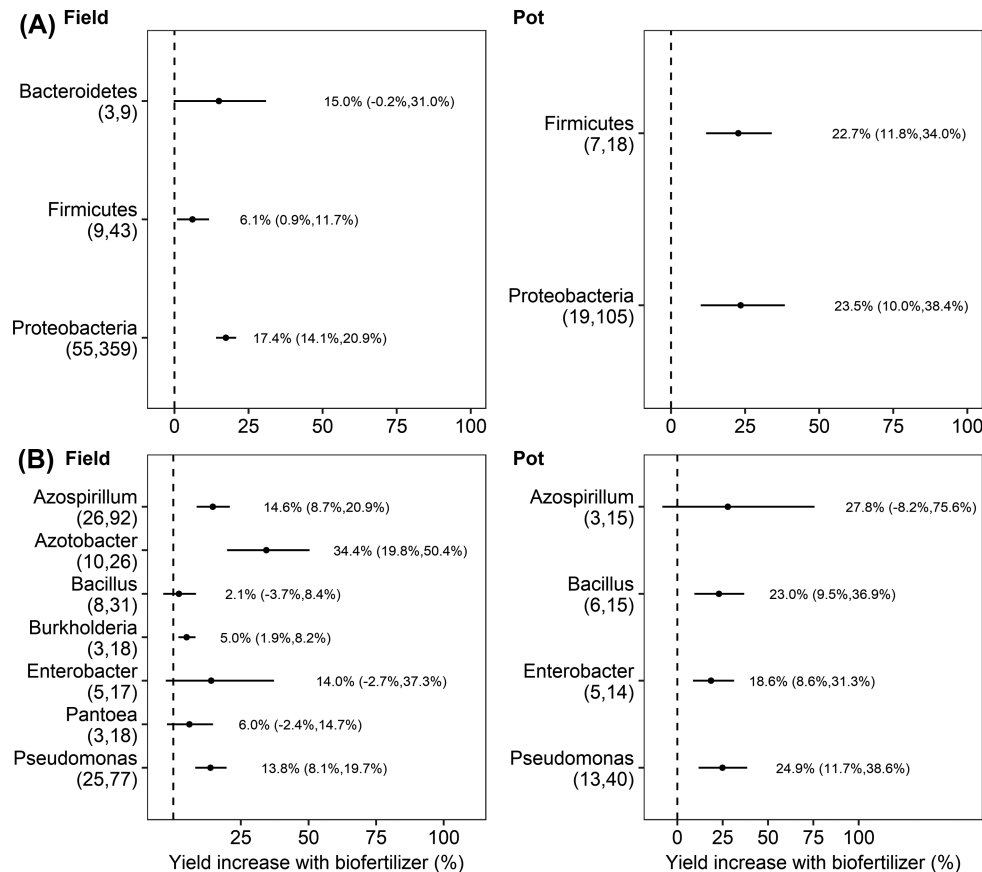 (A) Field
Bacteroidetes
(3,9)
15.0% (-0.2%,31.0%)
Firmicutes
(9,43)
6.1% (0.9%,11.7%)
Proteobacteria
(55,359)
17.4% (14.1%,20.9%)
0 25 50 75 100
Pot
Firmicutes
(7,18)
22.7% (11.8%,34.0%)
Proteobacteria
(19,105)
23.5% (10.0%,38.4%)
0 25 50 75 100
(B) Field
Azospirillum
(26,92)
14.6% (8.7%,20.9%)
Azotobacter
(10,26)
34.4% (19.8%,50.4%)
Bacillus
(8,31)
2.1% (-3.7%,8.4%)
Burkholderia
(3,18)
5.0% (1.9%,8.2%)
Enterobacter
(5,17)
14.0% (-2.7%,37.3%)
Pantoea
(3,18)
6.0% (-2.4%,14.7%)
Pseudomonas
(25,77)
13.8% (8.1%,19.7%)
25 50 75 100
Yield increase with biofertilizer (%)
Pot
Azospirillum
(3,15)
27.8% (-8.2%,75.6%)
Bacillus
(6,15)
23.0% (9.5%,36.9%)
Enterobacter
(5,14)
18.6% (8.6%,31.3%)
Pseudomonas
(13,40)
24.9% (11.7%,38.6%)
0 25 50 75 100
Yield increase with biofertilizer (%)